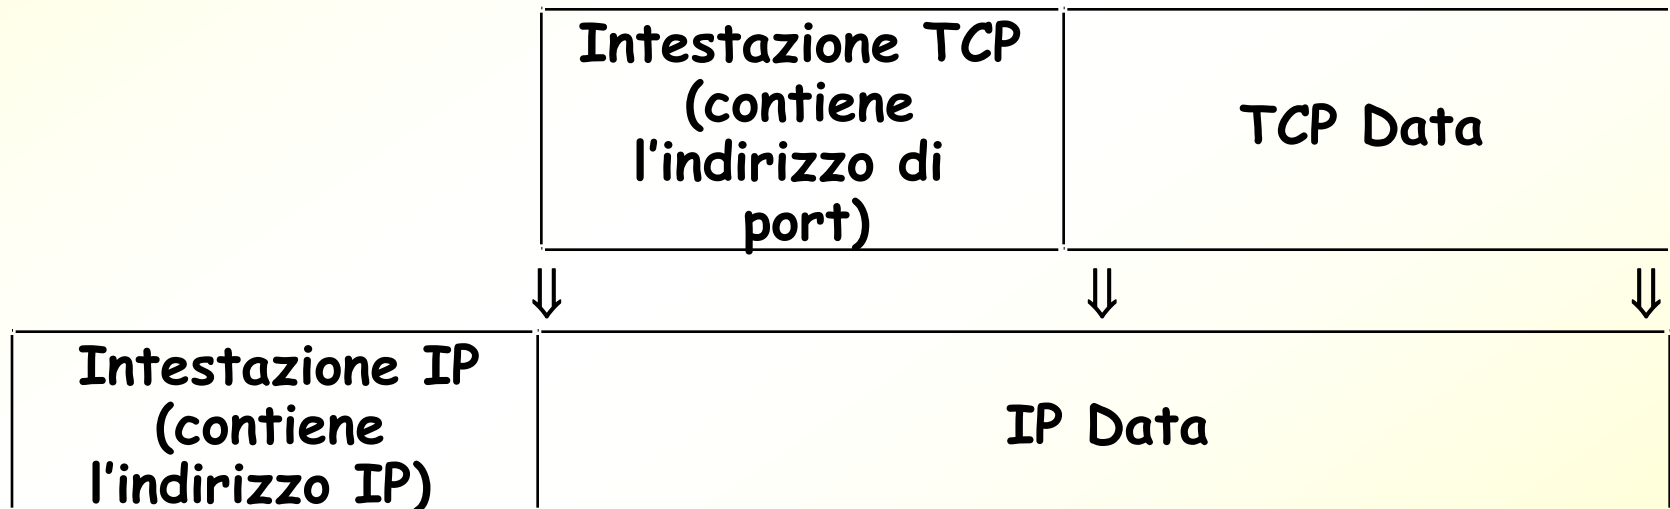 Intestazione TCP
(contiene
l'indirizzo di
port)
TCP Data
⇓ ⇓ ⇓
Intestazione IP
(contiene
l'indirizzo IP)
IP Data